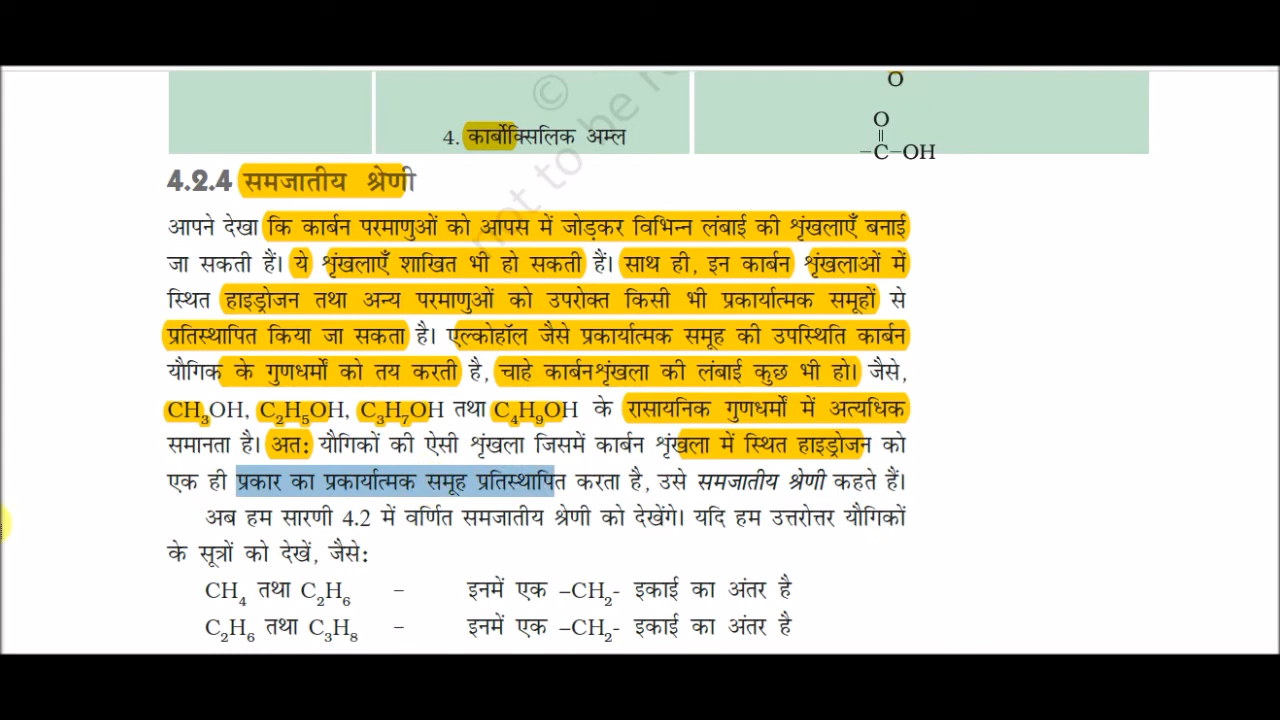 O
O
||
4. कार्बोक्सिलिक अम्ल –C–OH
© not to be re
4.2.4 समजातीय श्रेणी
आपने देखा कि कार्बन परमाणुओं को आपस में जोड़कर विभिन्न लंबाई की शृंखलाएँ बनाई
जा सकती हैं। ये शृंखलाएँ शाखित भी हो सकती हैं। साथ ही, इन कार्बन शृंखलाओं में
स्थित हाइड्रोजन तथा अन्य परमाणुओं को उपरोक्त किसी भी प्रकार्यात्मक समूहों से
प्रतिस्थापित किया जा सकता है। एल्कोहॉल जैसे प्रकार्यात्मक समूह की उपस्थिति कार्बन
यौगिक के गुणधर्मों को तय करती है, चाहे कार्बनशृंखला की लंबाई कुछ भी हो। जैसे,
CH₃OH, C₂H₅OH, C₃H₇OH तथा C₄H₉OH के रासायनिक गुणधर्मों में अत्यधिक
समानता है। अतः यौगिकों की ऐसी शृंखला जिसमें कार्बन शृंखला में स्थित हाइड्रोजन को
एक ही प्रकार का प्रकार्यात्मक समूह प्रतिस्थापित करता है, उसे समजातीय श्रेणी कहते हैं।
अब हम सारणी 4.2 में वर्णित समजातीय श्रेणी को देखेंगे। यदि हम उत्तरोत्तर यौगिकों
के सूत्रों को देखें, जैसे:
CH₄ तथा C₂H₆ – इनमें एक –CH₂- इकाई का अंतर है
C₂H₆ तथा C₃H₈ – इनमें एक –CH₂- इकाई का अंतर है